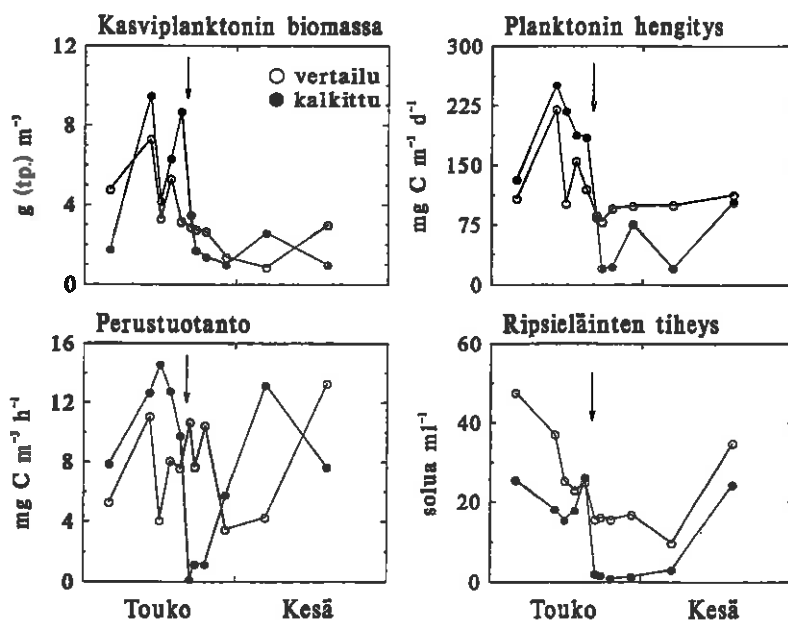 Kasviplanktonin biomassa
12
8
4
0
g (tp.) m⁻³
vertailu
kalkittu
Planktonin hengitys
300
225
150
75
0
mg C m⁻³ d⁻¹
Perustuotanto
16
12
8
4
0
mg C m⁻³ h⁻¹
Touko Kesä
Ripsieläinten tiheys
60
40
20
0
solua ml⁻¹
Touko Kesä